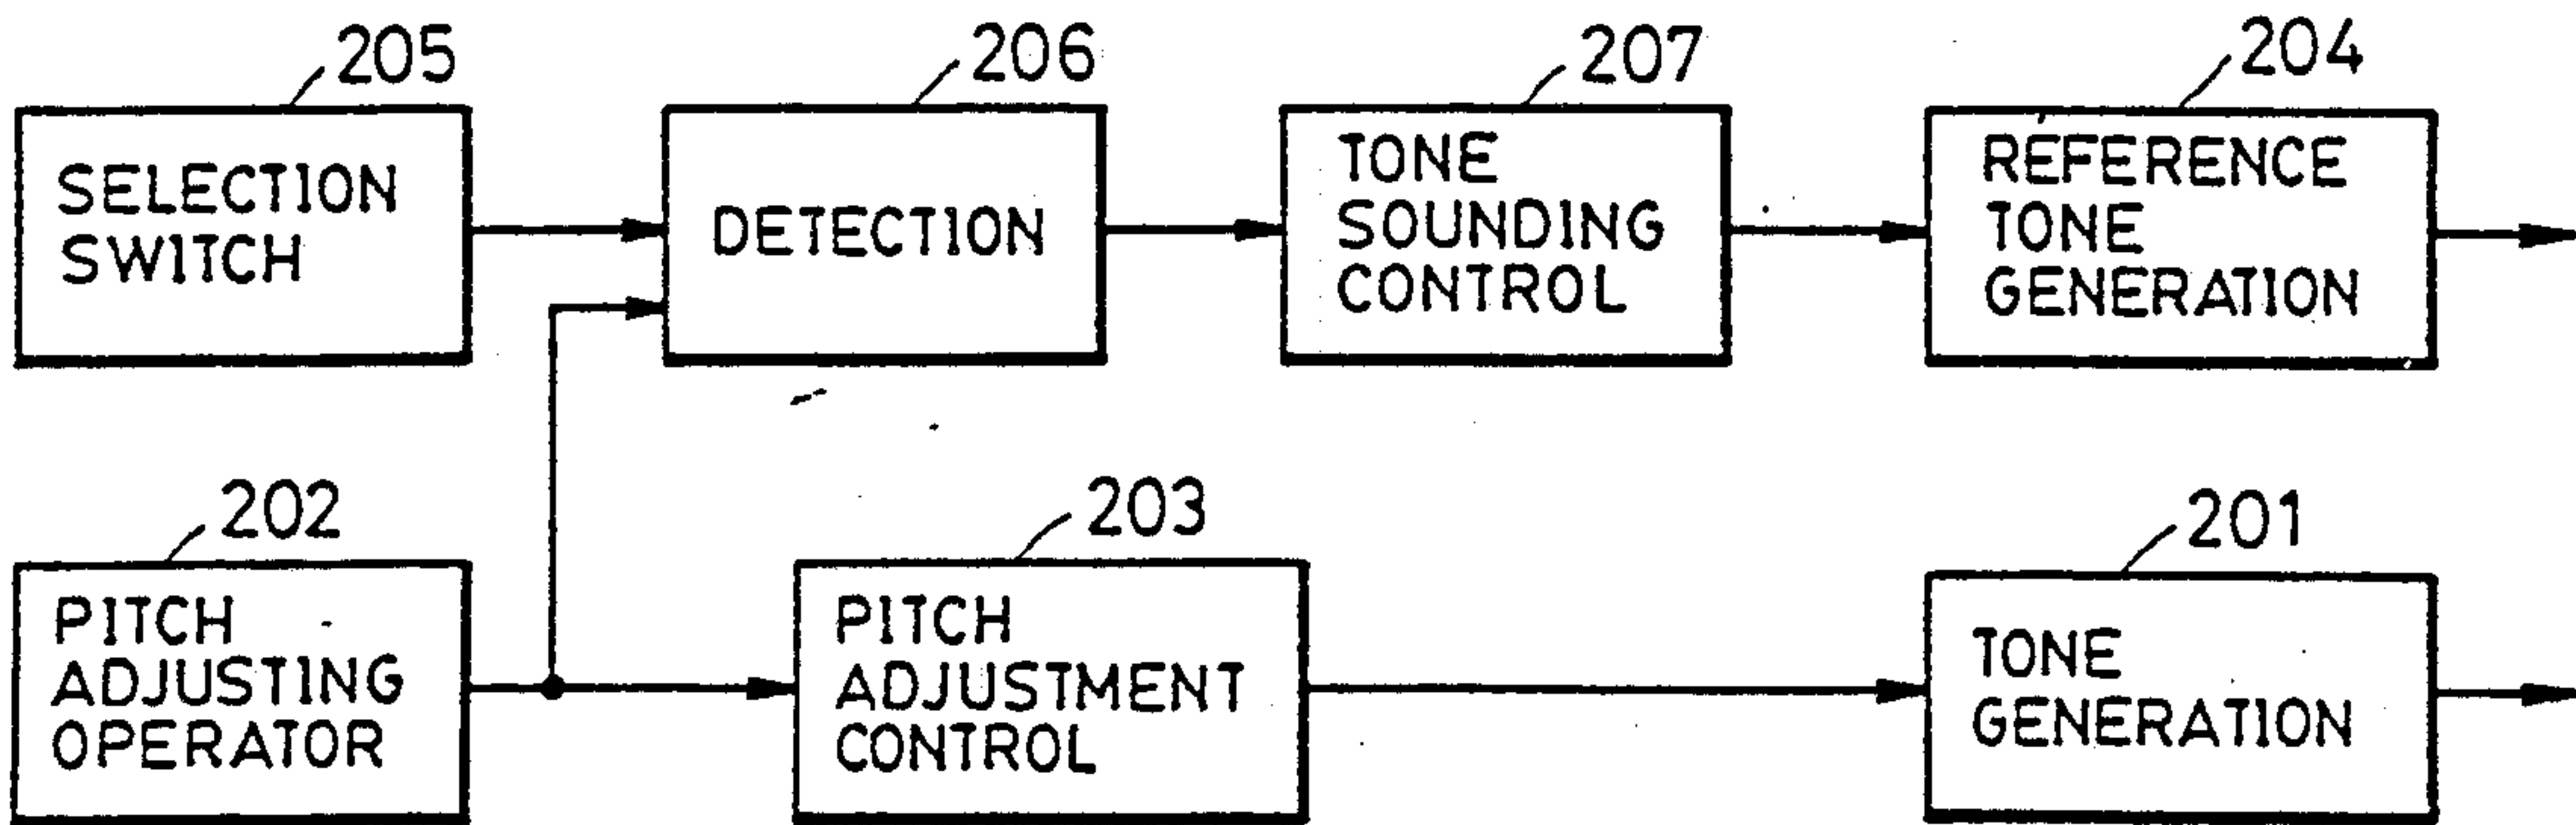 205
SELECTION
SWITCH
206
DETECTION
207
TONE
SOUNDING
CONTROL
204
REFERENCE
TONE
GENERATION
202
PITCH
ADJUSTING
OPERATOR
203
PITCH
ADJUSTMENT
CONTROL
201
TONE
GENERATION